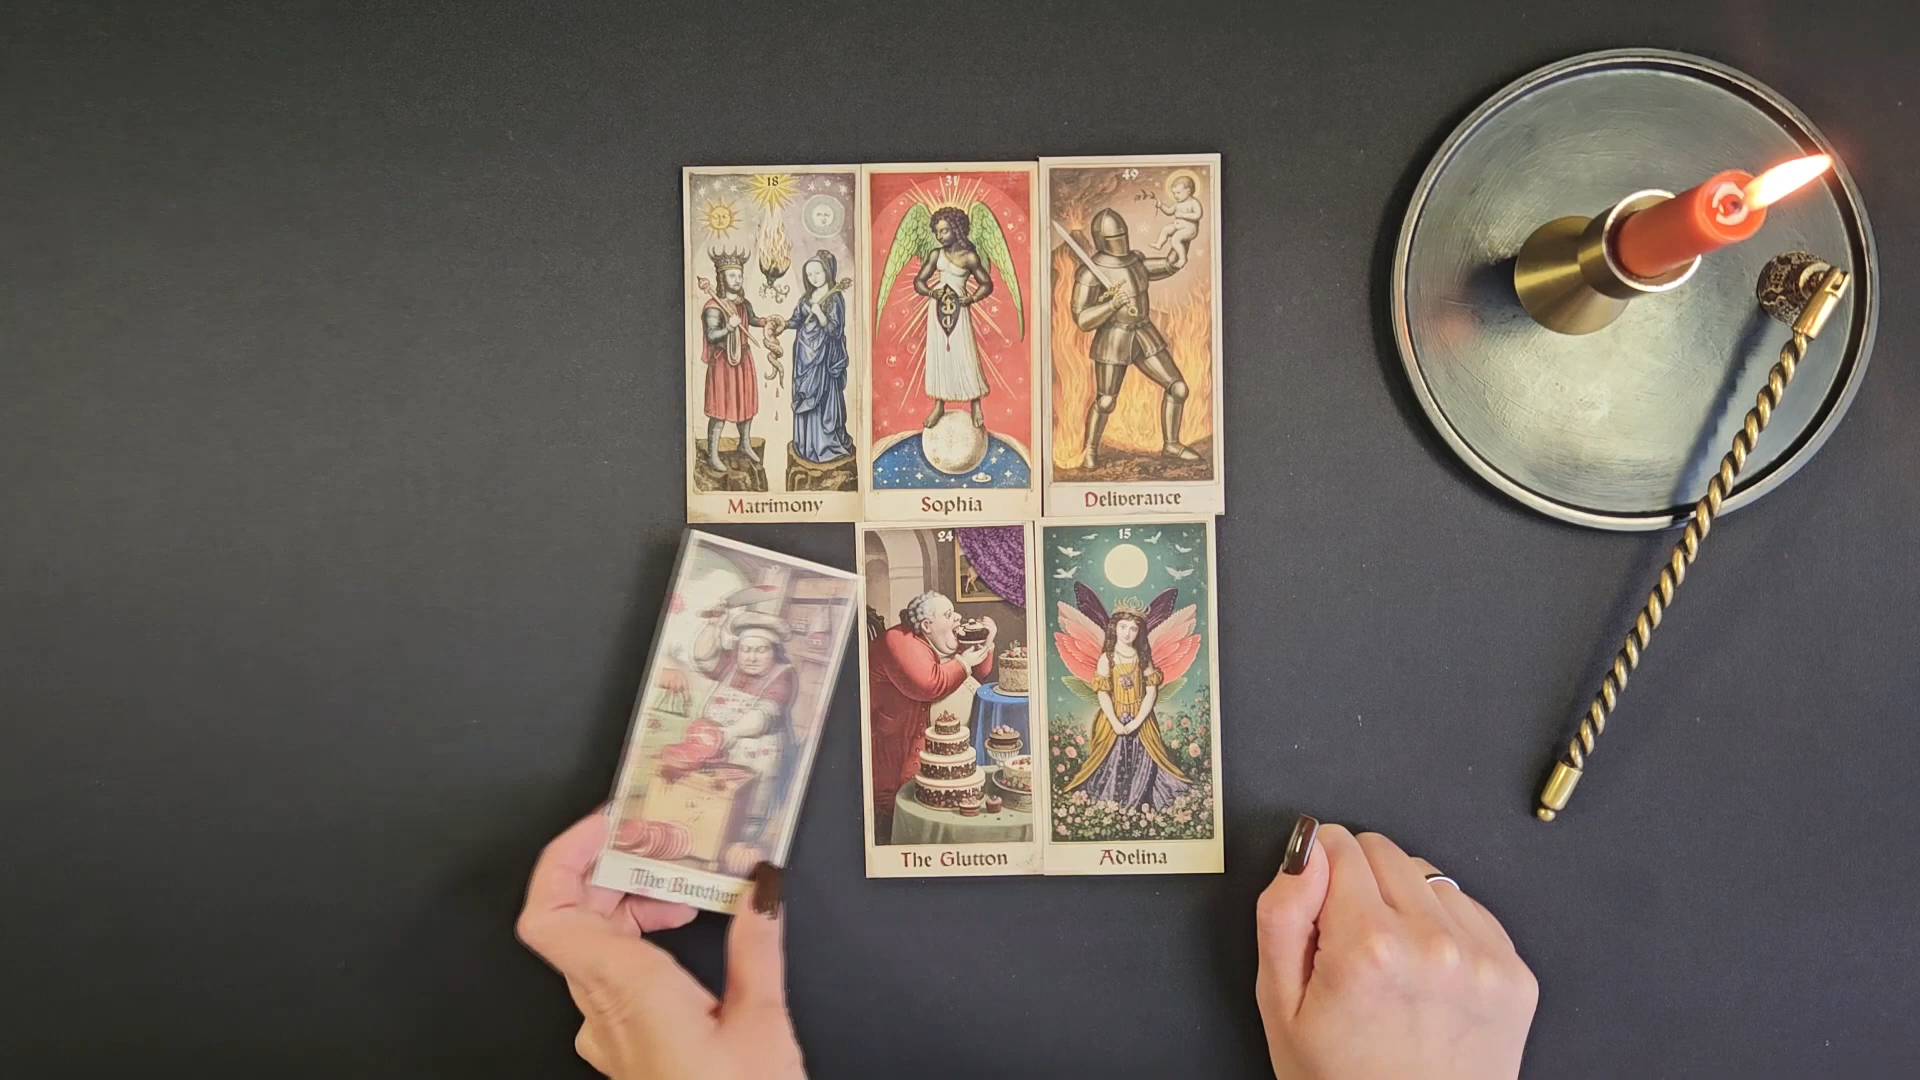 18
31
49
Matrimony
Sophia
Deliverance
24
15
The Butcher
The Glutton
Adelina